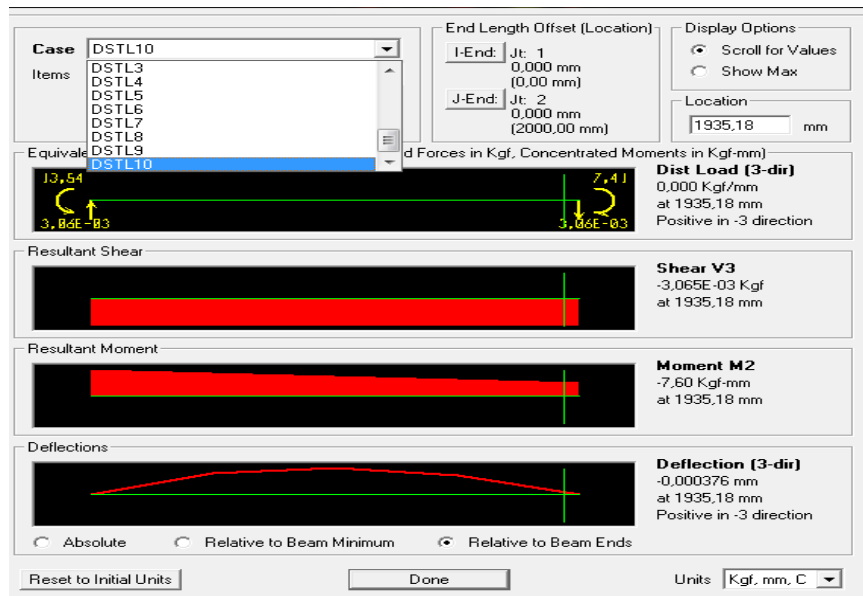 Case DSTL10
Items
DSTL3
DSTL4
DSTL5
DSTL6
DSTL7
DSTL8
DSTL9
DSTL10
End Length Offset (Location)
I-End: Jt: 1
0,000 mm
(0,00 mm)
J-End: Jt: 2
0,000 mm
(2000,00 mm)
Display Options
Scroll for Values
Show Max
Location
1935,18 mm
Equivale
d Forces in Kgf, Concentrated Moments in Kgf-mm)
13,54
7,41
3,06E-03
3,06E-03
Dist Load (3-dir)
0,000 Kgf/mm
at 1935,18 mm
Positive in -3 direction
Resultant Shear
Shear V3
-3,065E-03 Kgf
at 1935,18 mm
Resultant Moment
Moment M2
-7,60 Kgf-mm
at 1935,18 mm
Deflections
Deflection (3-dir)
-0,000376 mm
at 1935,18 mm
Positive in -3 direction
Absolute
Relative to Beam Minimum
Relative to Beam Ends
Reset to Initial Units
Done
Units Kgf, mm, C